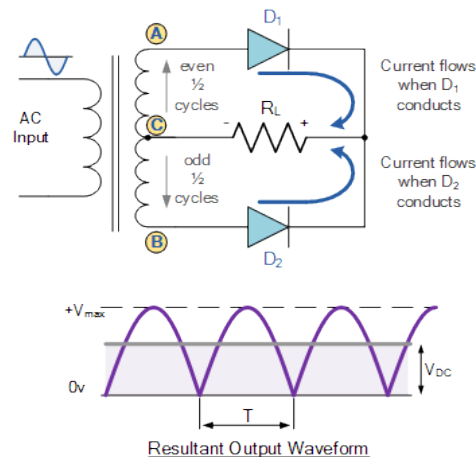 A
D1
even
½
cycles
Current flows
when D1
conducts
AC
Input
C
- RL +
odd
½
cycles
Current flows
when D2
conducts
B
D2
+Vmax
0v
VDC
T
Resultant Output Waveform